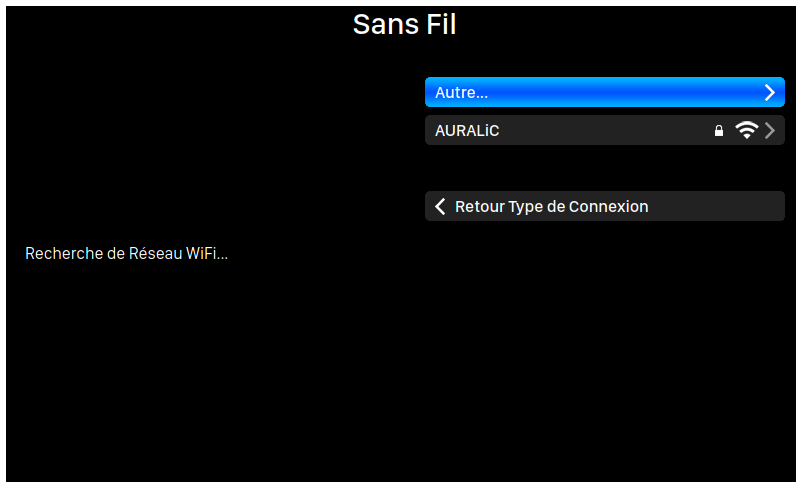 Sans Fil
Autre...
AURALiC
Retour Type de Connexion
Recherche de Réseau WiFi...